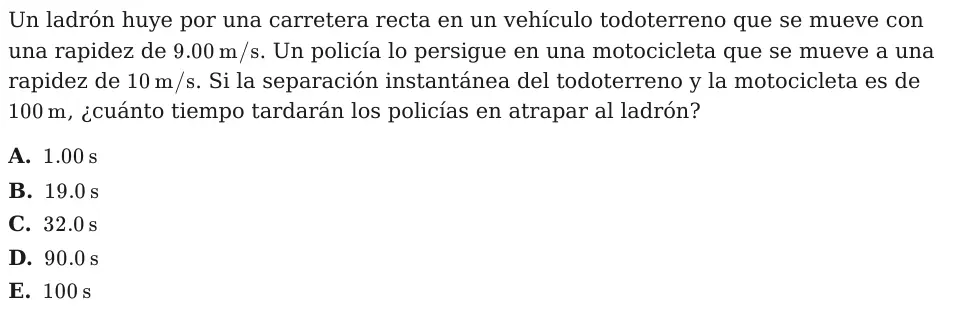 Un ladrón huye por una carretera recta en un vehículo todoterreno que se mueve con
una rapidez de 9.00 m/s. Un policía lo persigue en una motocicleta que se mueve a una
rapidez de 10 m/s. Si la separación instantánea del todoterreno y la motocicleta es de
100 m, ¿cuánto tiempo tardarán los policías en atrapar al ladrón?
A. 1.00 s
B. 19.0 s
C. 32.0 s
D. 90.0 s
E. 100 s